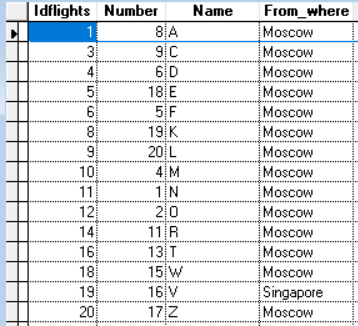 Idflights Number Name From_where
1 8 A Moscow
3 9 C Moscow
4 6 D Moscow
5 18 E Moscow
6 5 F Moscow
8 19 K Moscow
9 20 L Moscow
10 4 M Moscow
11 1 N Moscow
12 2 O Moscow
14 11 R Moscow
16 13 T Moscow
18 15 W Moscow
19 16 V Singapore
20 17 Z Moscow